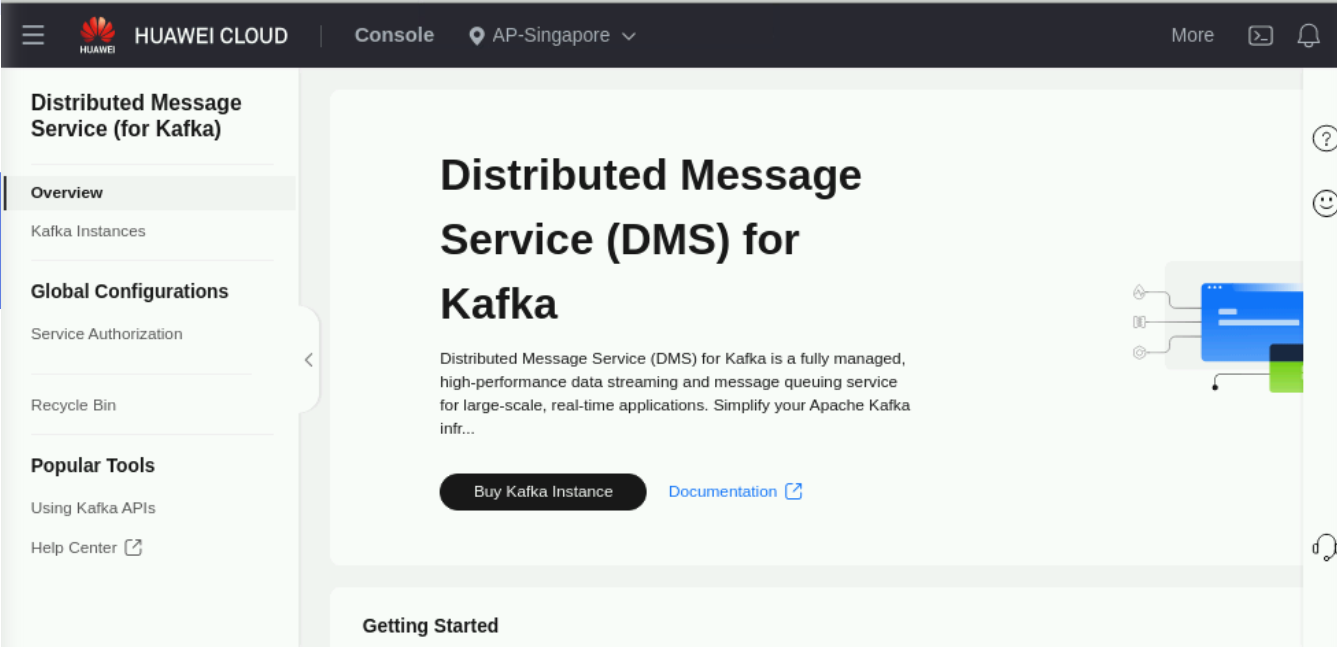 HUAWEI
HUAWEI CLOUD
Console
AP-Singapore
More
Distributed Message
Service (for Kafka)
Overview
Kafka Instances
Global Configurations
Service Authorization
Recycle Bin
Popular Tools
Using Kafka APIs
Help Center
Distributed Message
Service (DMS) for
Kafka
Distributed Message Service (DMS) for Kafka is a fully managed,
high-performance data streaming and message queuing service
for large-scale, real-time applications. Simplify your Apache Kafka
infr...
Buy Kafka Instance
Documentation
Getting Started